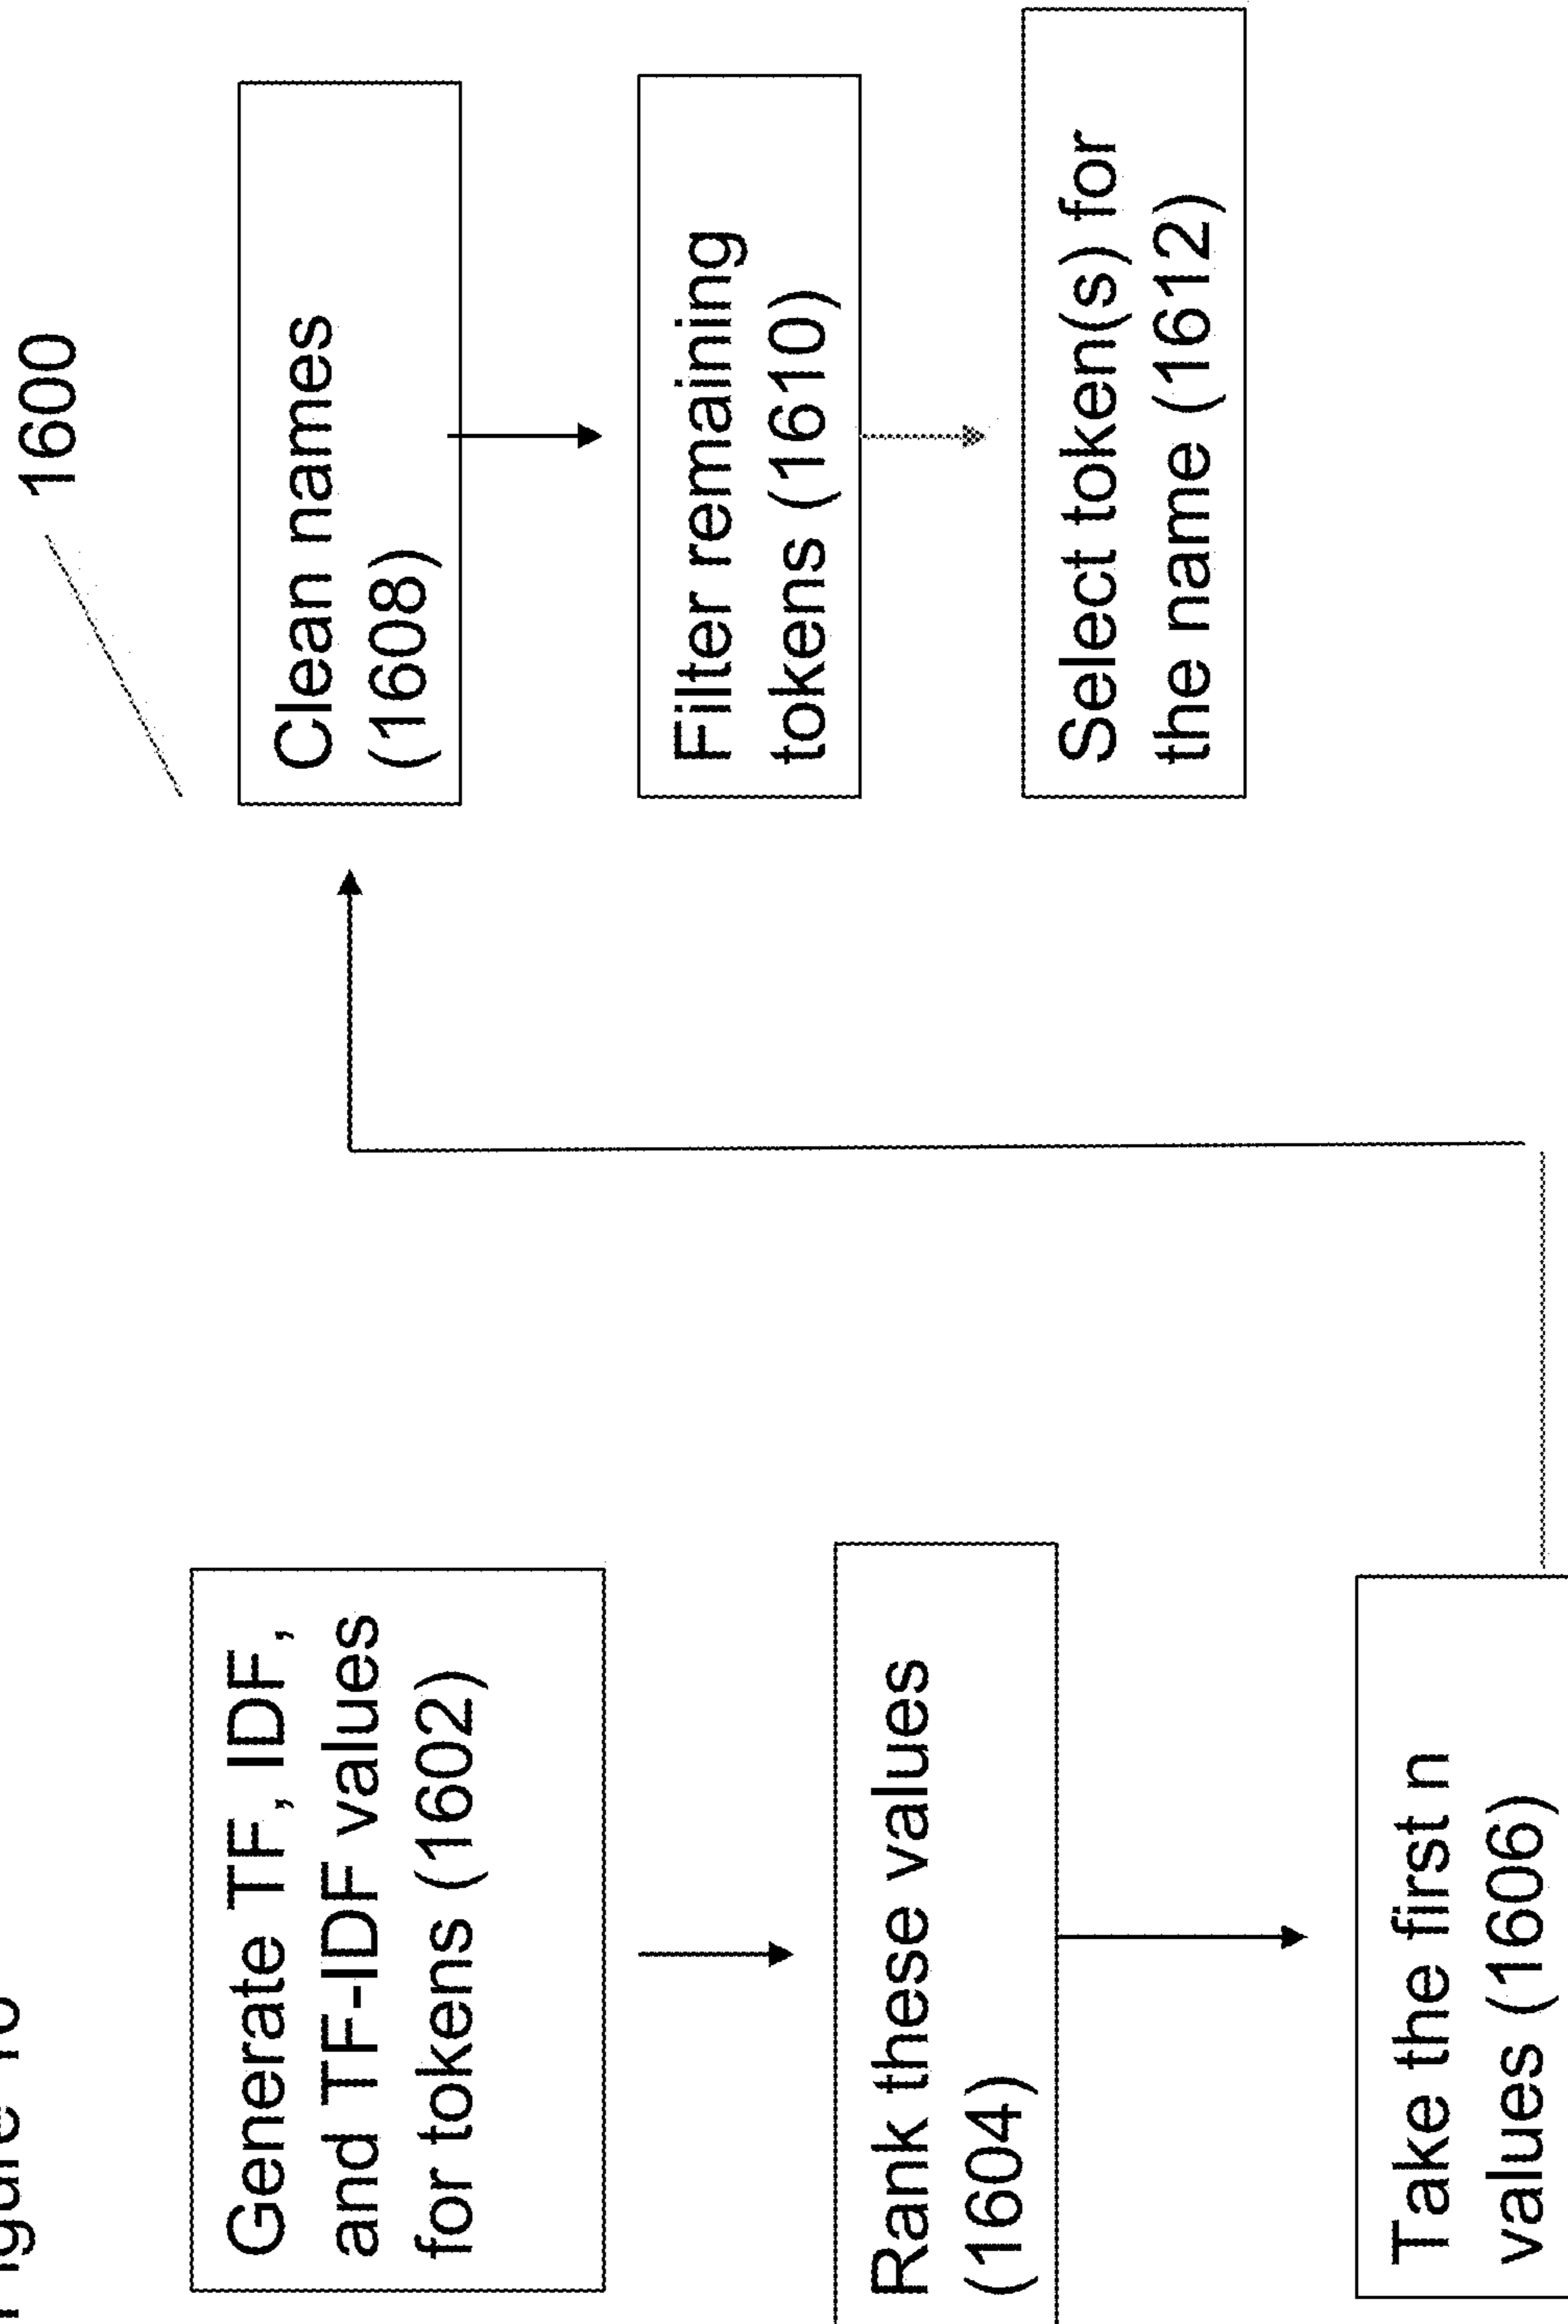 Figure 16
1600
Generate TF, IDF,
and TF-IDF values
for tokens (1602)
Rank these values
(1604)
Take the first n
values (1606)
Clean names
(1608)
Filter remaining
tokens (1610)
Select token(s) for
the name (1612)